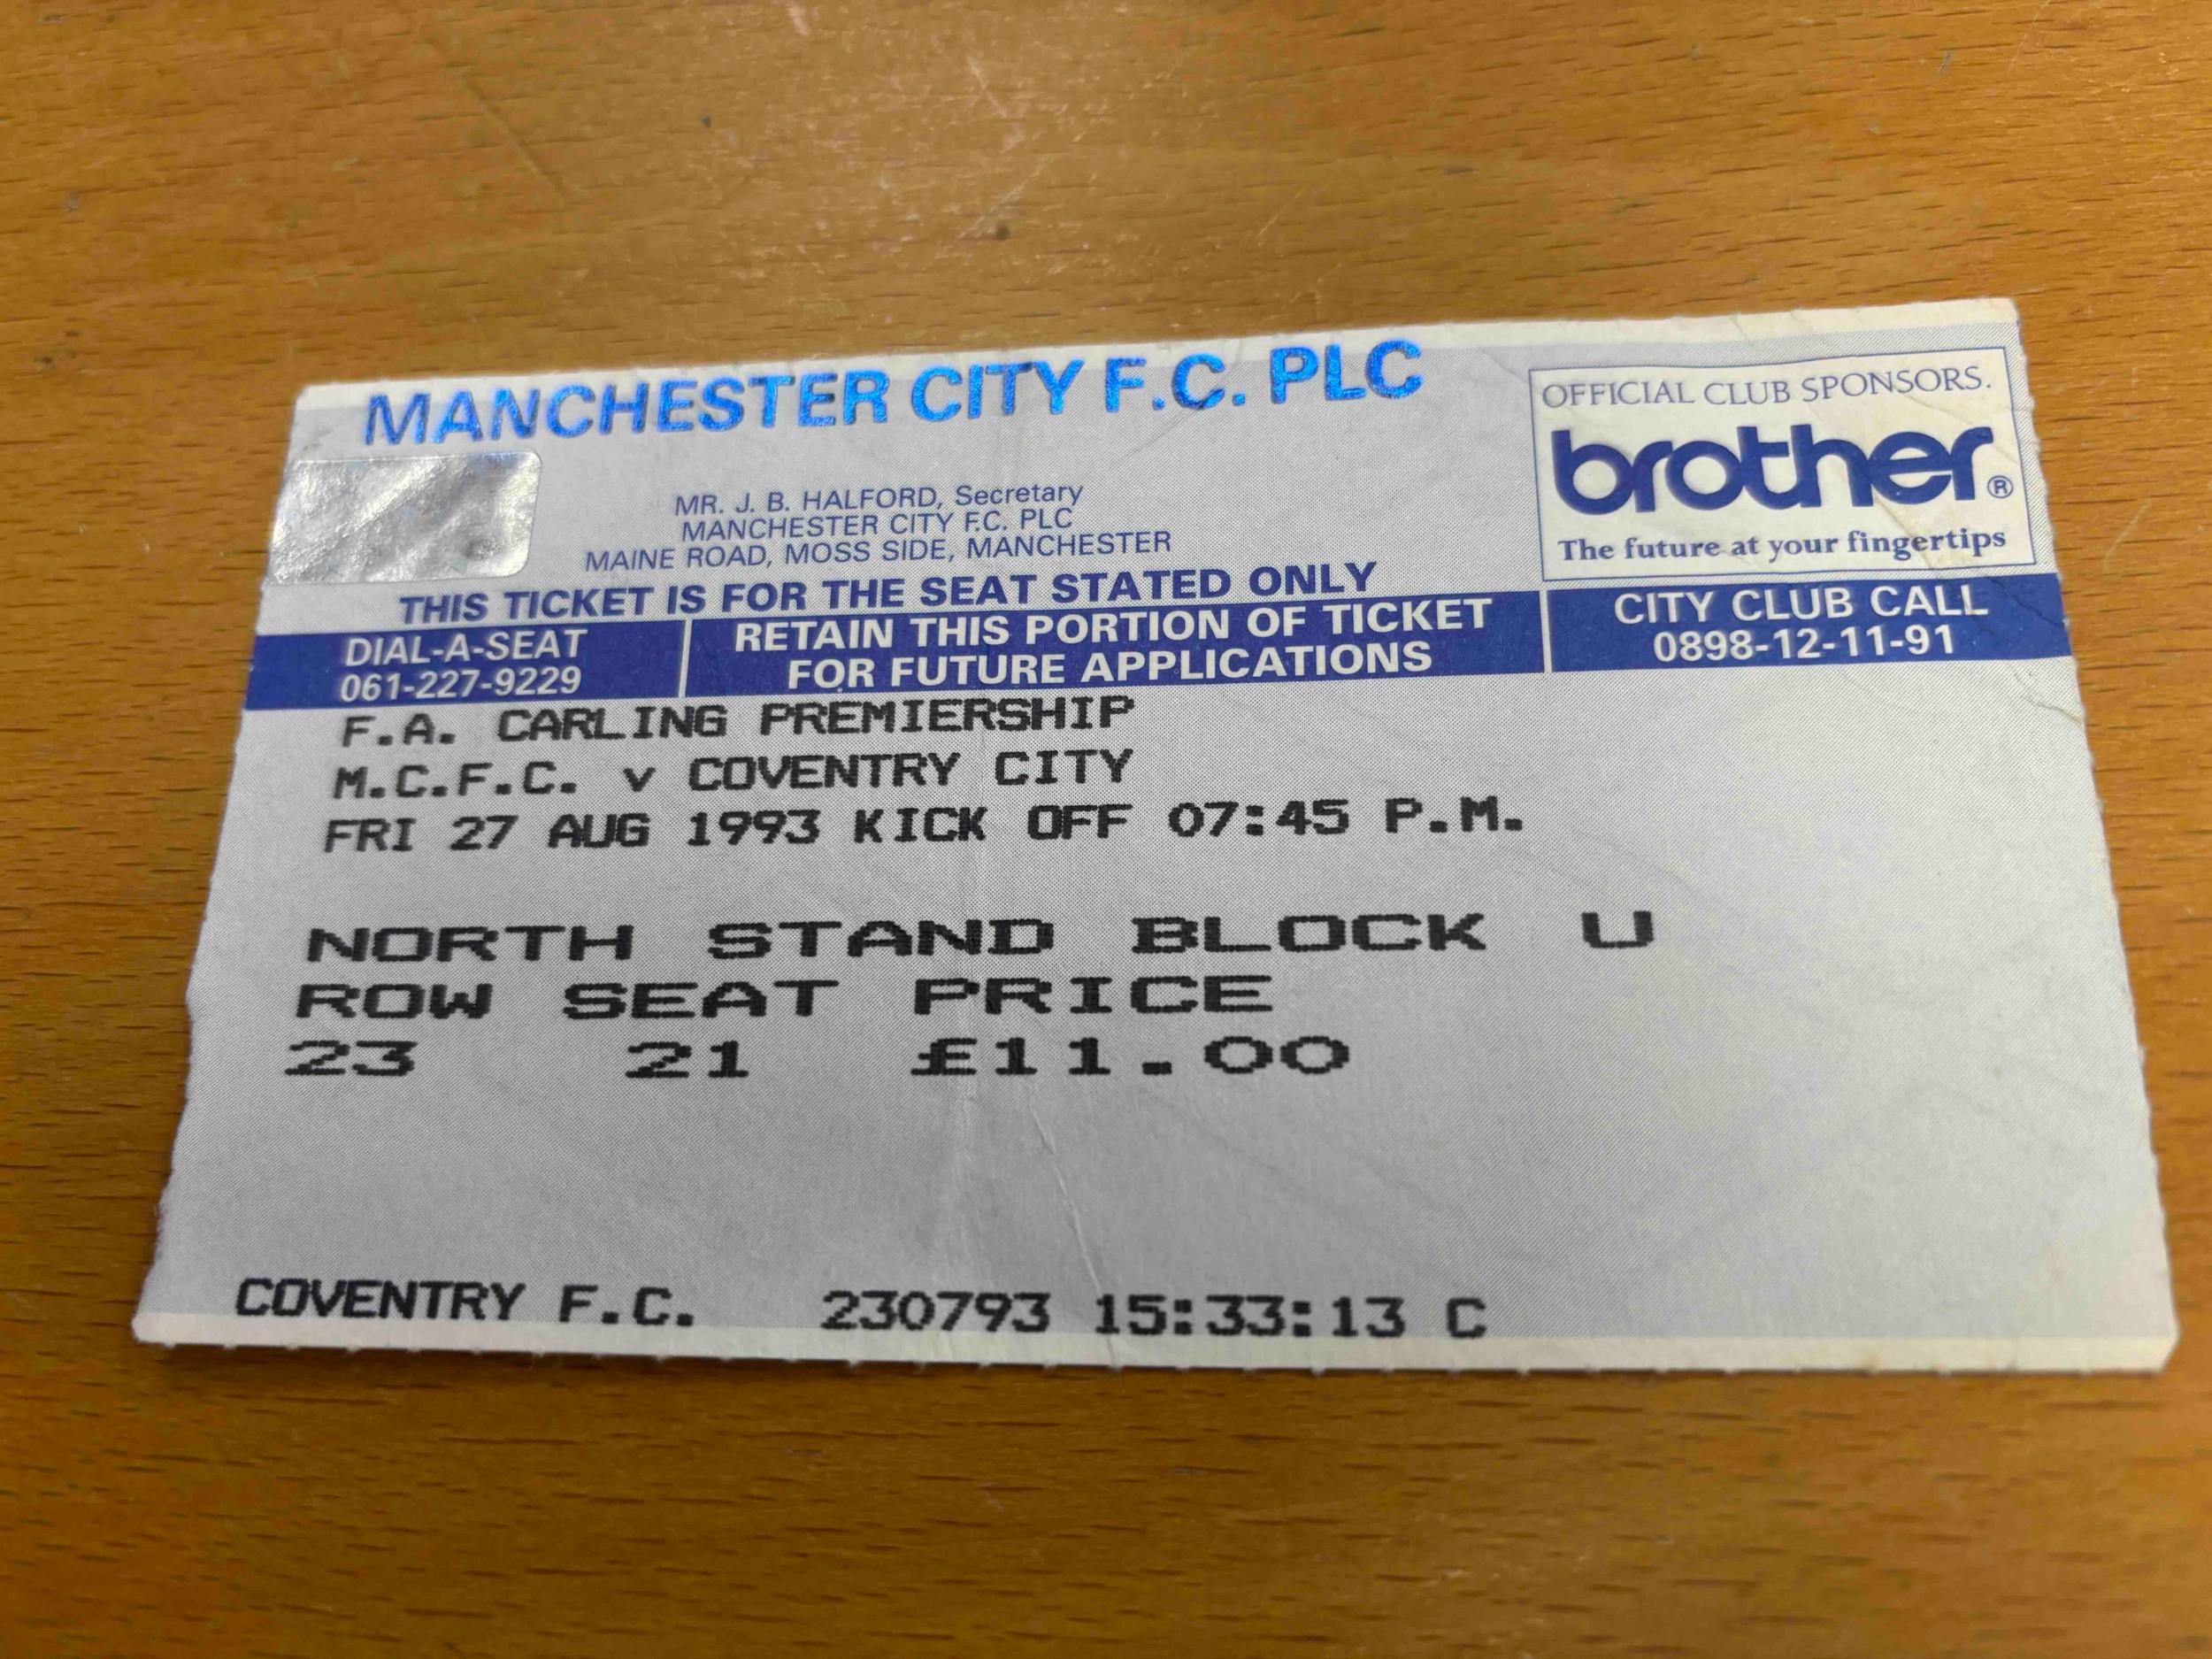 MANCHESTER CITY F.C. PLC
OFFICIAL CLUB SPONSORS.
brother®
The future at your fingertips
MR. J. B. HALFORD, Secretary
MANCHESTER CITY F.C. PLC
MAINE ROAD, MOSS SIDE, MANCHESTER
THIS TICKET IS FOR THE SEAT STATED ONLY
DIAL-A-SEAT
061-227-9229
RETAIN THIS PORTION OF TICKET
FOR FUTURE APPLICATIONS
CITY CLUB CALL
0898-12-11-91
F.A. CARLING PREMIERSHIP
M.C.F.C. v COVENTRY CITY
FRI 27 AUG 1993 KICK OFF 07:45 P.M.
NORTH STAND BLOCK U
ROW SEAT PRICE
23 21 £11.00
COVENTRY F.C. 230793 15:33:13 C